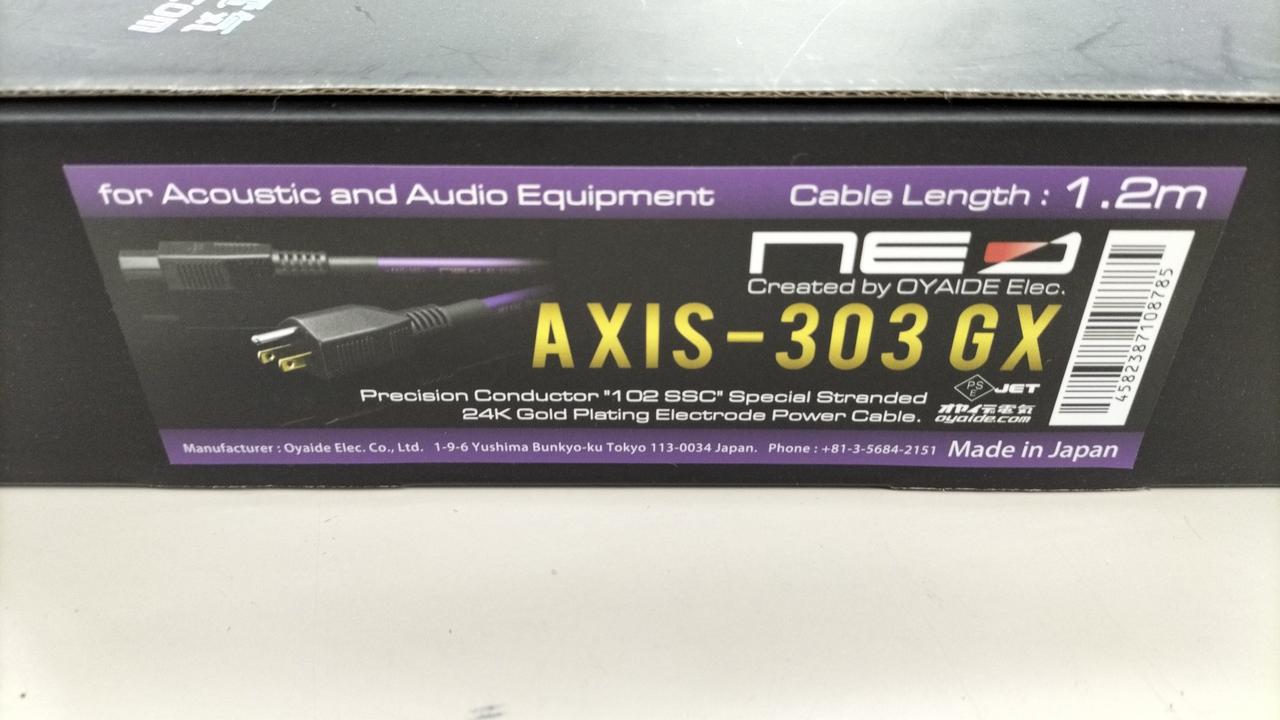 for Acoustic and Audio Equipment
Cable Length : 1.2m
neo
Created by OYAIDE Elec.
AXIS-303 GX
Precision Conductor "102 SSC" Special Stranded
24K Gold Plating Electrode Power Cable.
PS
E
JET
オヤイデ電気
oyaide.com
4582387108785
Manufacturer : Oyaide Elec. Co., Ltd. 1-9-6 Yushima Bunkyo-ku Tokyo 113-0034 Japan. Phone : +81-3-5684-2151 Made in Japan